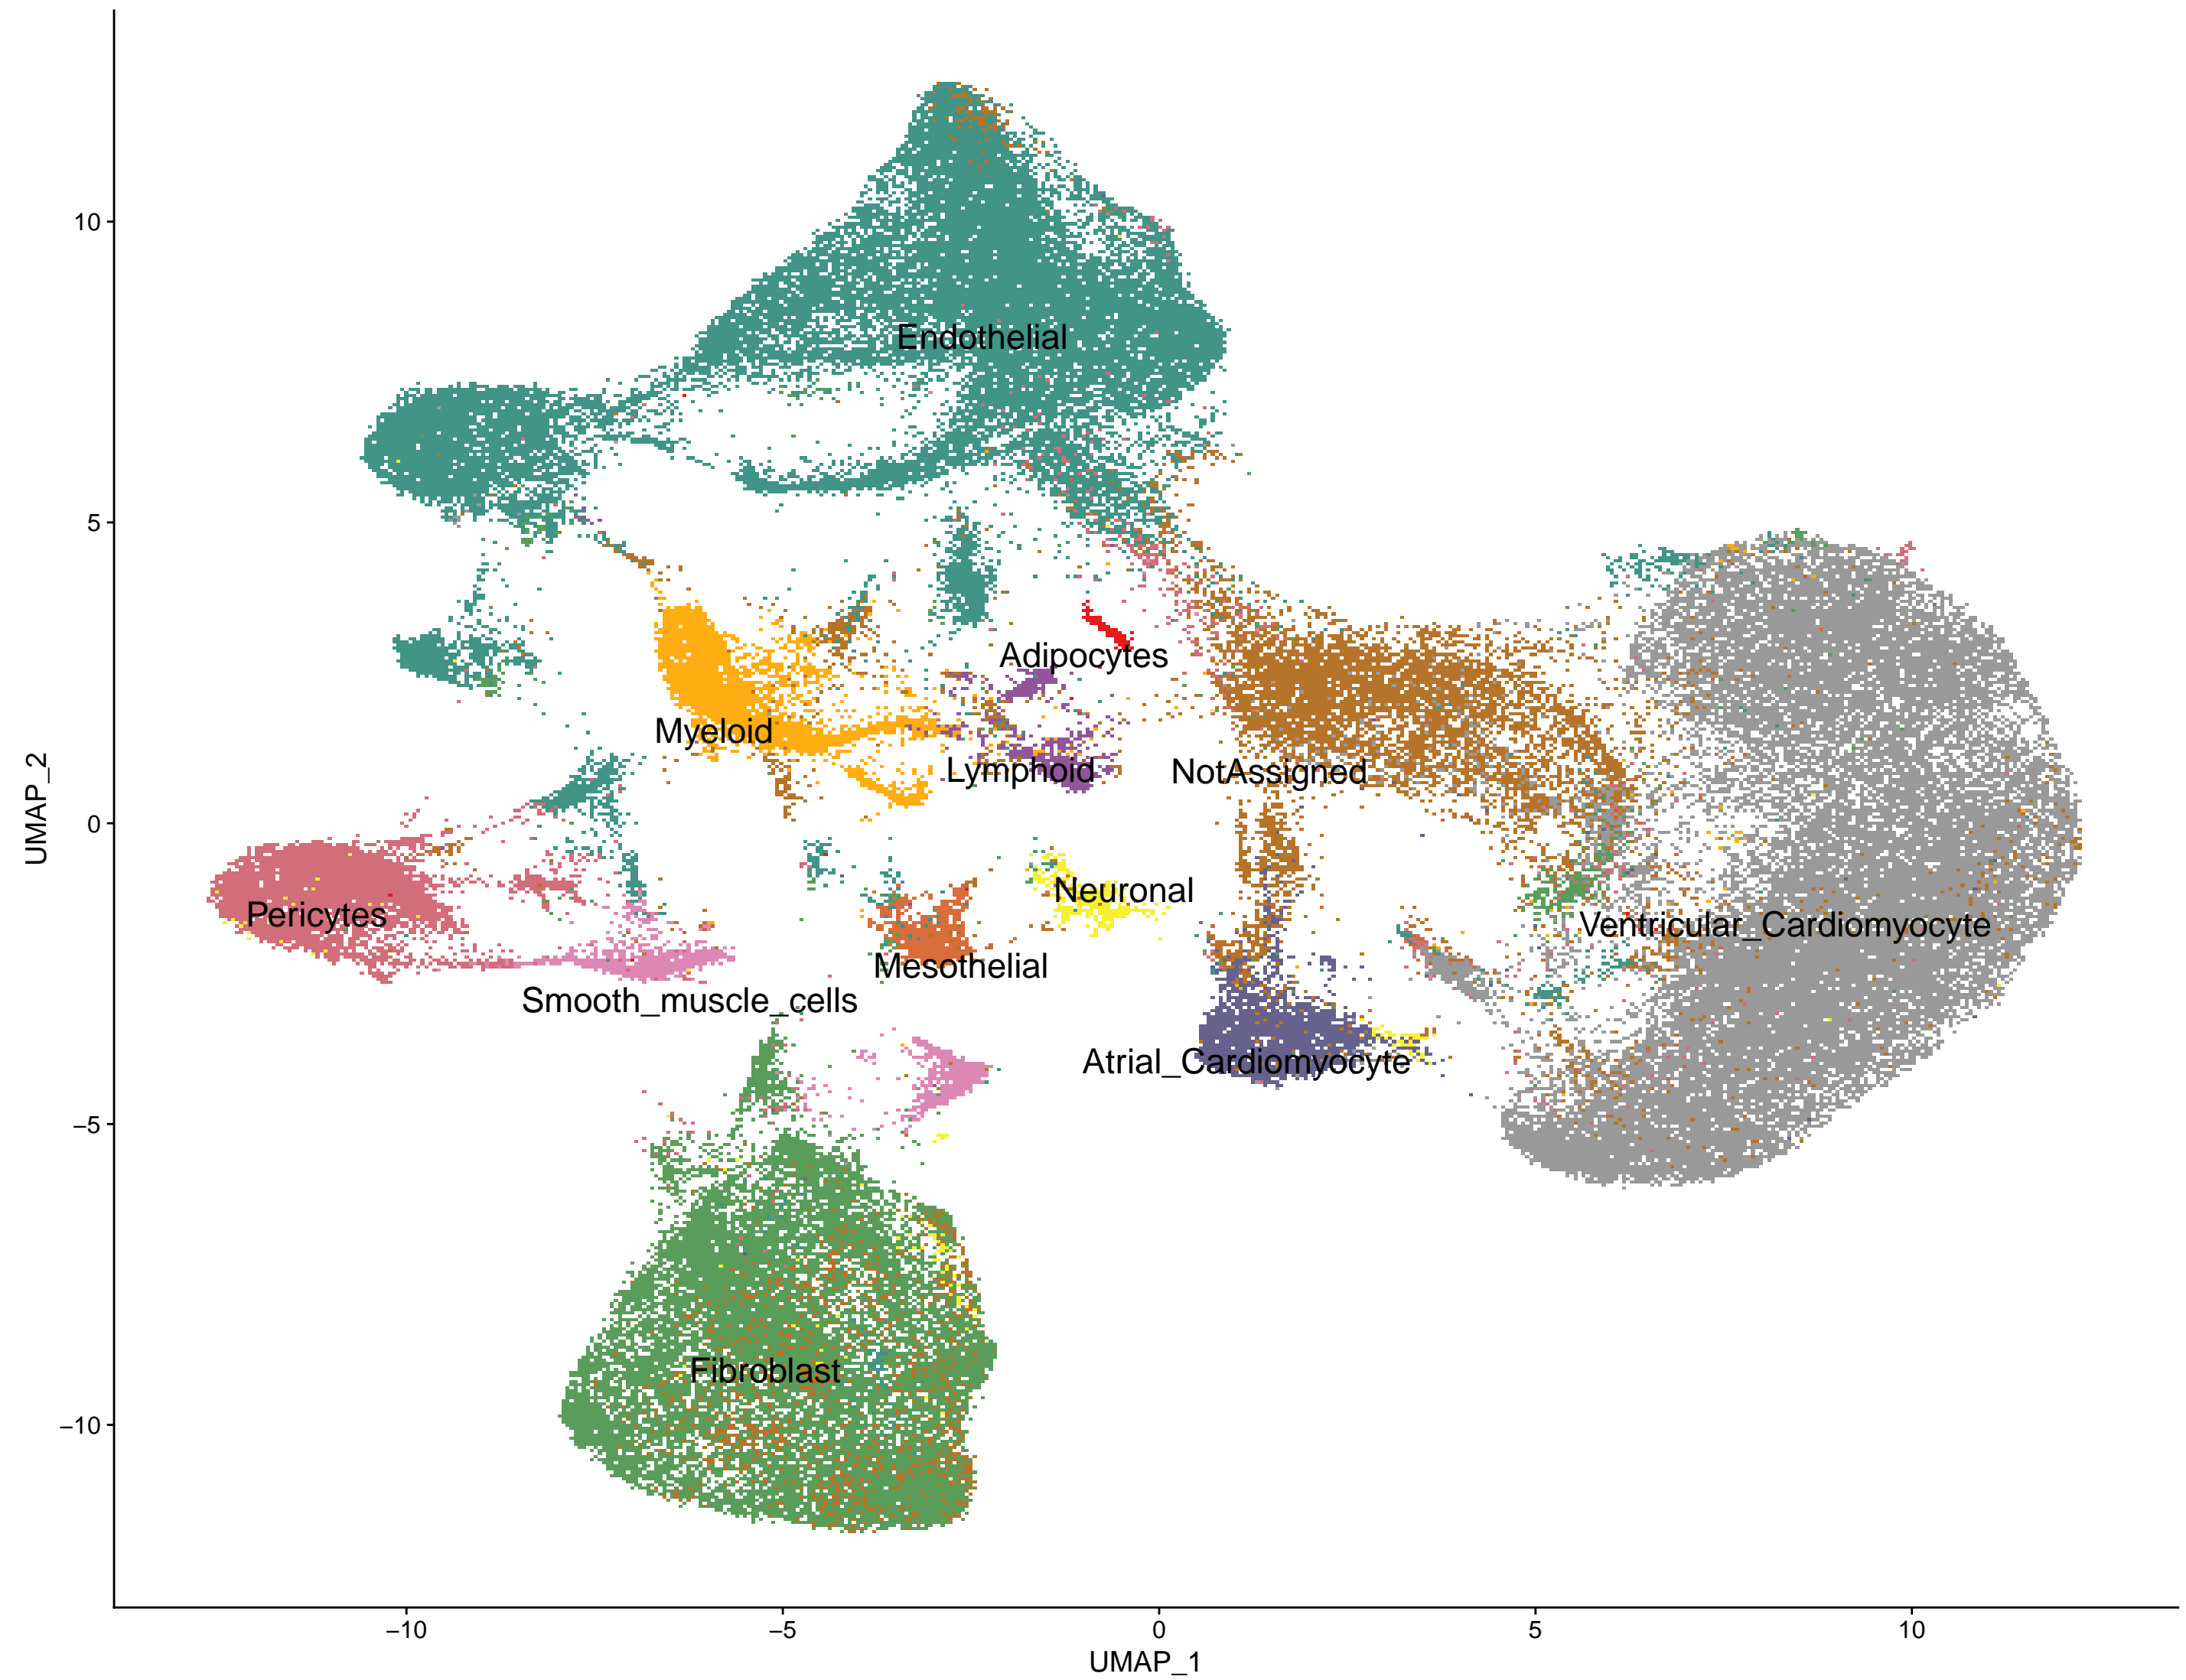 10
5
0
−5
−10
UMAP_2
Endothelial
Adipocytes
Myeloid
Lymphoid
NotAssigned
Neuronal
Pericytes
Ventricular_Cardiomyocyte
Mesothelial
Smooth_muscle_cells
Atrial_Cardiomyocyte
Fibroblast
−10
−5
0
5
10
UMAP_1